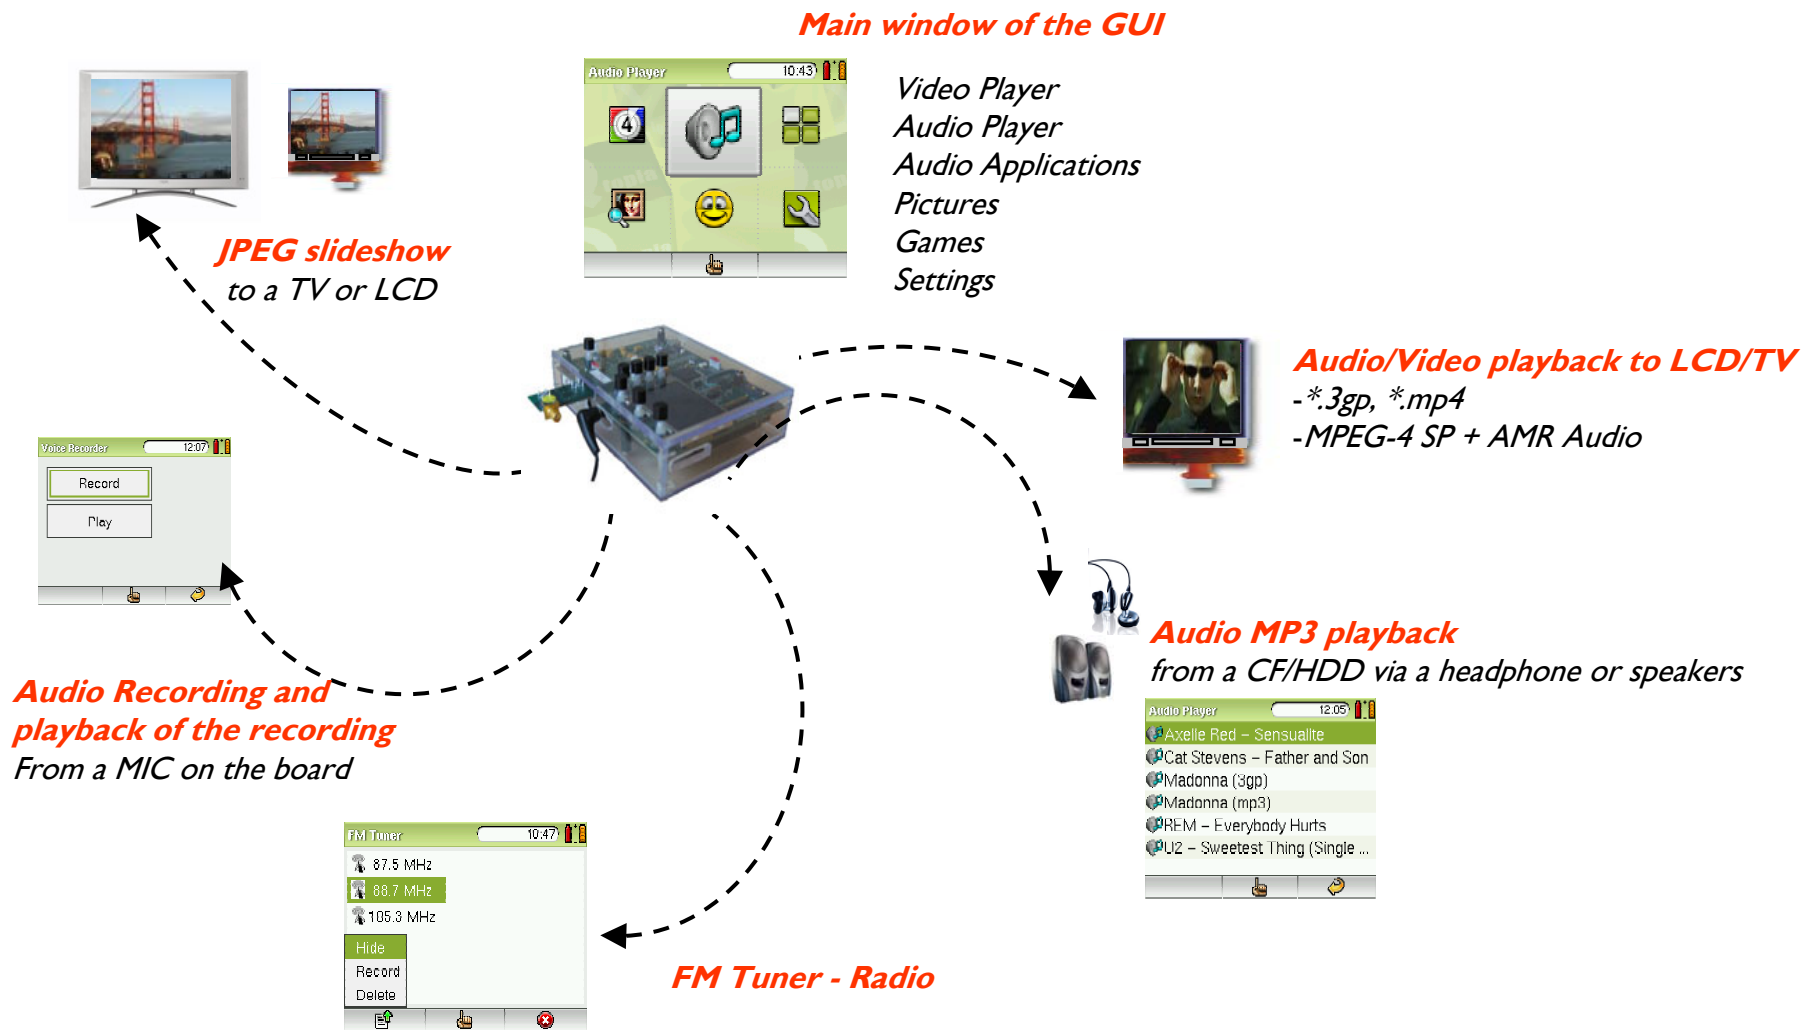 Main window of the GUI
Audio Player 10:43
4
Video Player
Audio Player
Audio Applications
Pictures
Games
Settings
JPEG slideshow
to a TV or LCD
Audio/Video playback to LCD/TV
-*.3gp, *.mp4
-MPEG-4 SP + AMR Audio
Voice Recorder 12:07
Record
Play
Audio Recording and
playback of the recording
From a MIC on the board
Audio MP3 playback
from a CF/HDD via a headphone or speakers
Audio Player 12:05
Axelle Red – Sensualite
Cat Stevens – Father and Son
Madonna (3gp)
Madonna (mp3)
REM – Everybody Hurts
U2 – Sweetest Thing (Single ...
FM Tuner 10:47
87.5 MHz
88.7 MHz
105.3 MHz
Hide
Record
Delete
FM Tuner - Radio